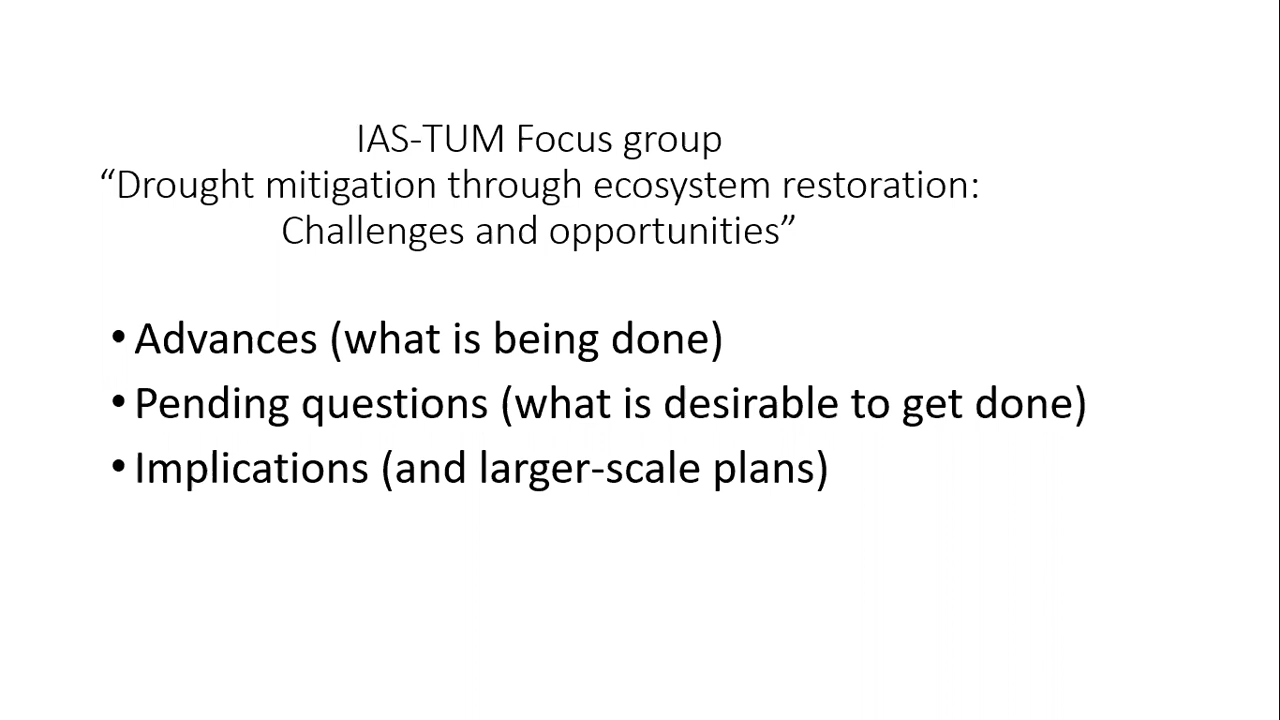 IAS-TUM Focus group
“Drought mitigation through ecosystem restoration:
Challenges and opportunities”
• Advances (what is being done)
• Pending questions (what is desirable to get done)
• Implications (and larger-scale plans)